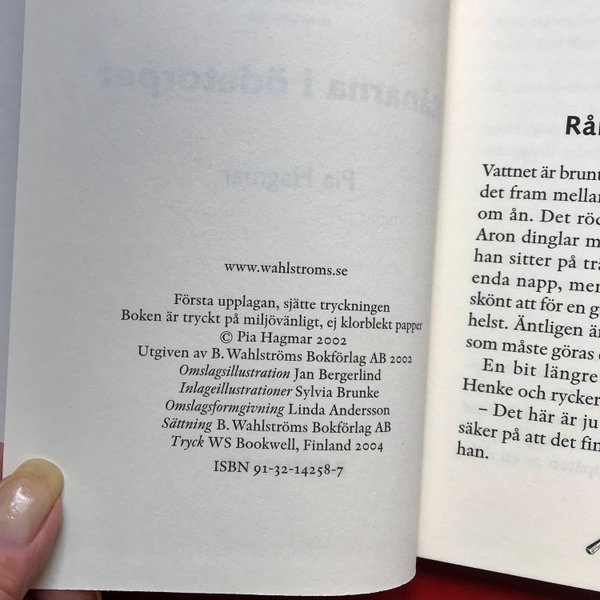 www.wahlstroms.se
Första upplagan, sjätte tryckningen
Boken är tryckt på miljövänligt, ej klorblekt papper
© Pia Hagmar 2002
Utgiven av B. Wahlströms Bokförlag AB 2002
Omslagsillustration Jan Bergerlind
Inlageillustrationer Sylvia Brunke
Omslagsformgivning Linda Andersson
Sättning B. Wahlströms Bokförlag AB
Tryck WS Bookwell, Finland 2004
ISBN 91-32-14258-7
Vattnet är brunt
det fram mella
om ån. Det röd
Aron dinglar m
han sitter på tr
enda napp, men
skönt att för en g
helst. Äntligen är
som måste göras
En bit längre
Henke och rycker
– Det här är ju
säker på att det fin
han.